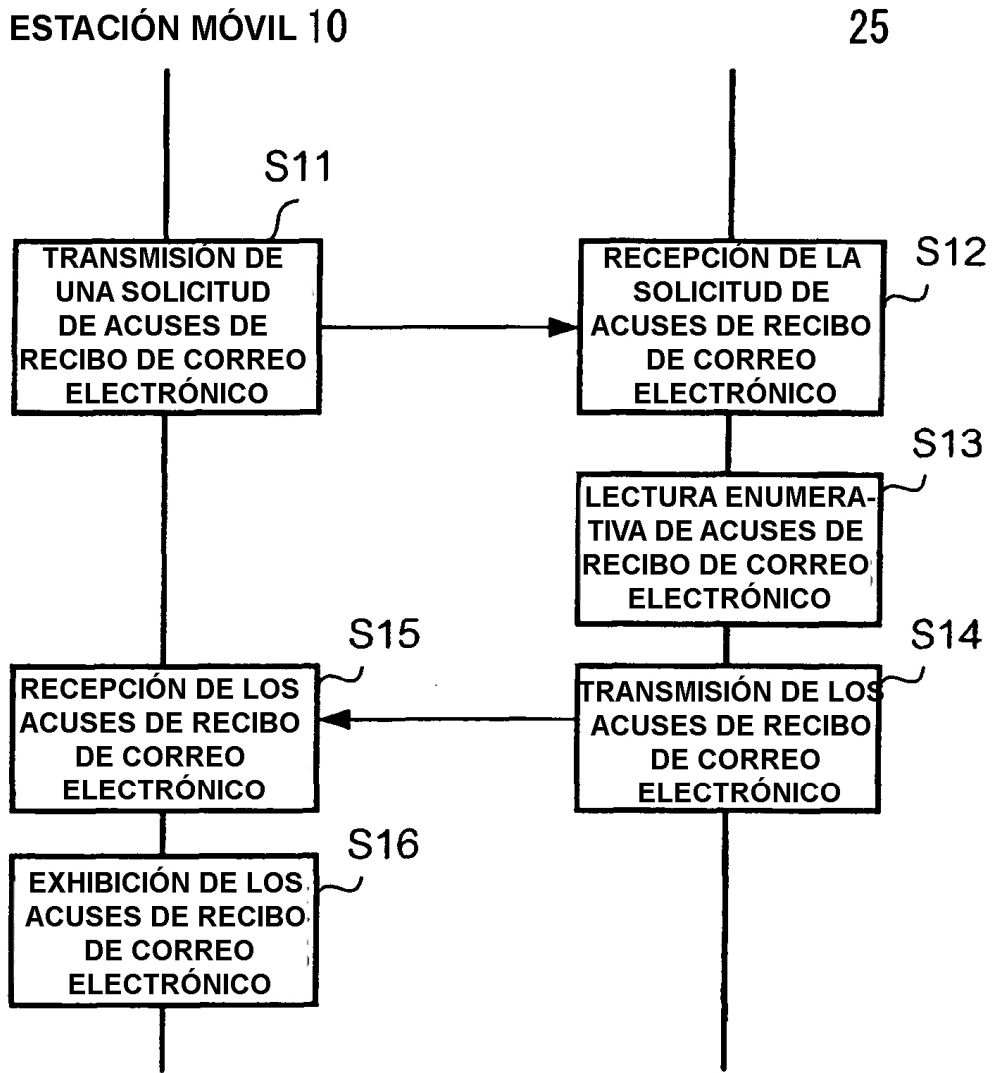 ESTACIÓN MÓVIL 10
25
S11
TRANSMISIÓN DE
UNA SOLICITUD
DE ACUSES DE
RECIBO DE CORREO
ELECTRÓNICO
S12
RECEPCIÓN DE LA
SOLICITUD DE
ACUSES DE RECIBO
DE CORREO
ELECTRÓNICO
S13
LECTURA ENUMERA-
TIVA DE ACUSES DE
RECIBO DE CORREO
ELECTRÓNICO
S14
TRANSMISIÓN DE LOS
ACUSES DE RECIBO
DE CORREO
ELECTRÓNICO
S15
RECEPCIÓN DE LOS
ACUSES DE RECIBO
DE CORREO
ELECTRÓNICO
S16
EXHIBICIÓN DE LOS
ACUSES DE RECIBO
DE CORREO
ELECTRÓNICO